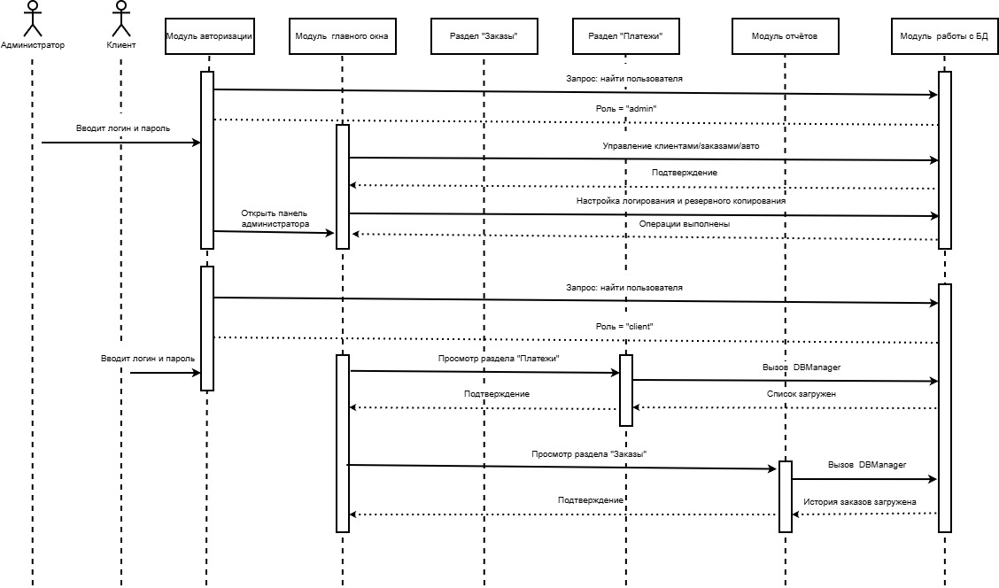 Администратор
Клиент
Модуль авторизации
Модуль  главного окна
Раздел "Заказы"
Раздел "Платежи"
Модуль отчётов
Модуль  работы с БД
Запрос: найти пользователя
Роль = "admin"
Вводит логин и пароль
Управление клиентами/заказами/авто
Подтверждение
Настройка логирования и резервного копирования
Открыть панель
администратора
Операции выполнены
Запрос: найти пользователя
Роль = "client"
Вводит логин и пароль
Просмотр раздела "Платежи"
Вызов  DBManager
Подтверждение
Список загружен
Просмотр раздела "Заказы"
Вызов  DBManager
Подтверждение
История заказов загружена